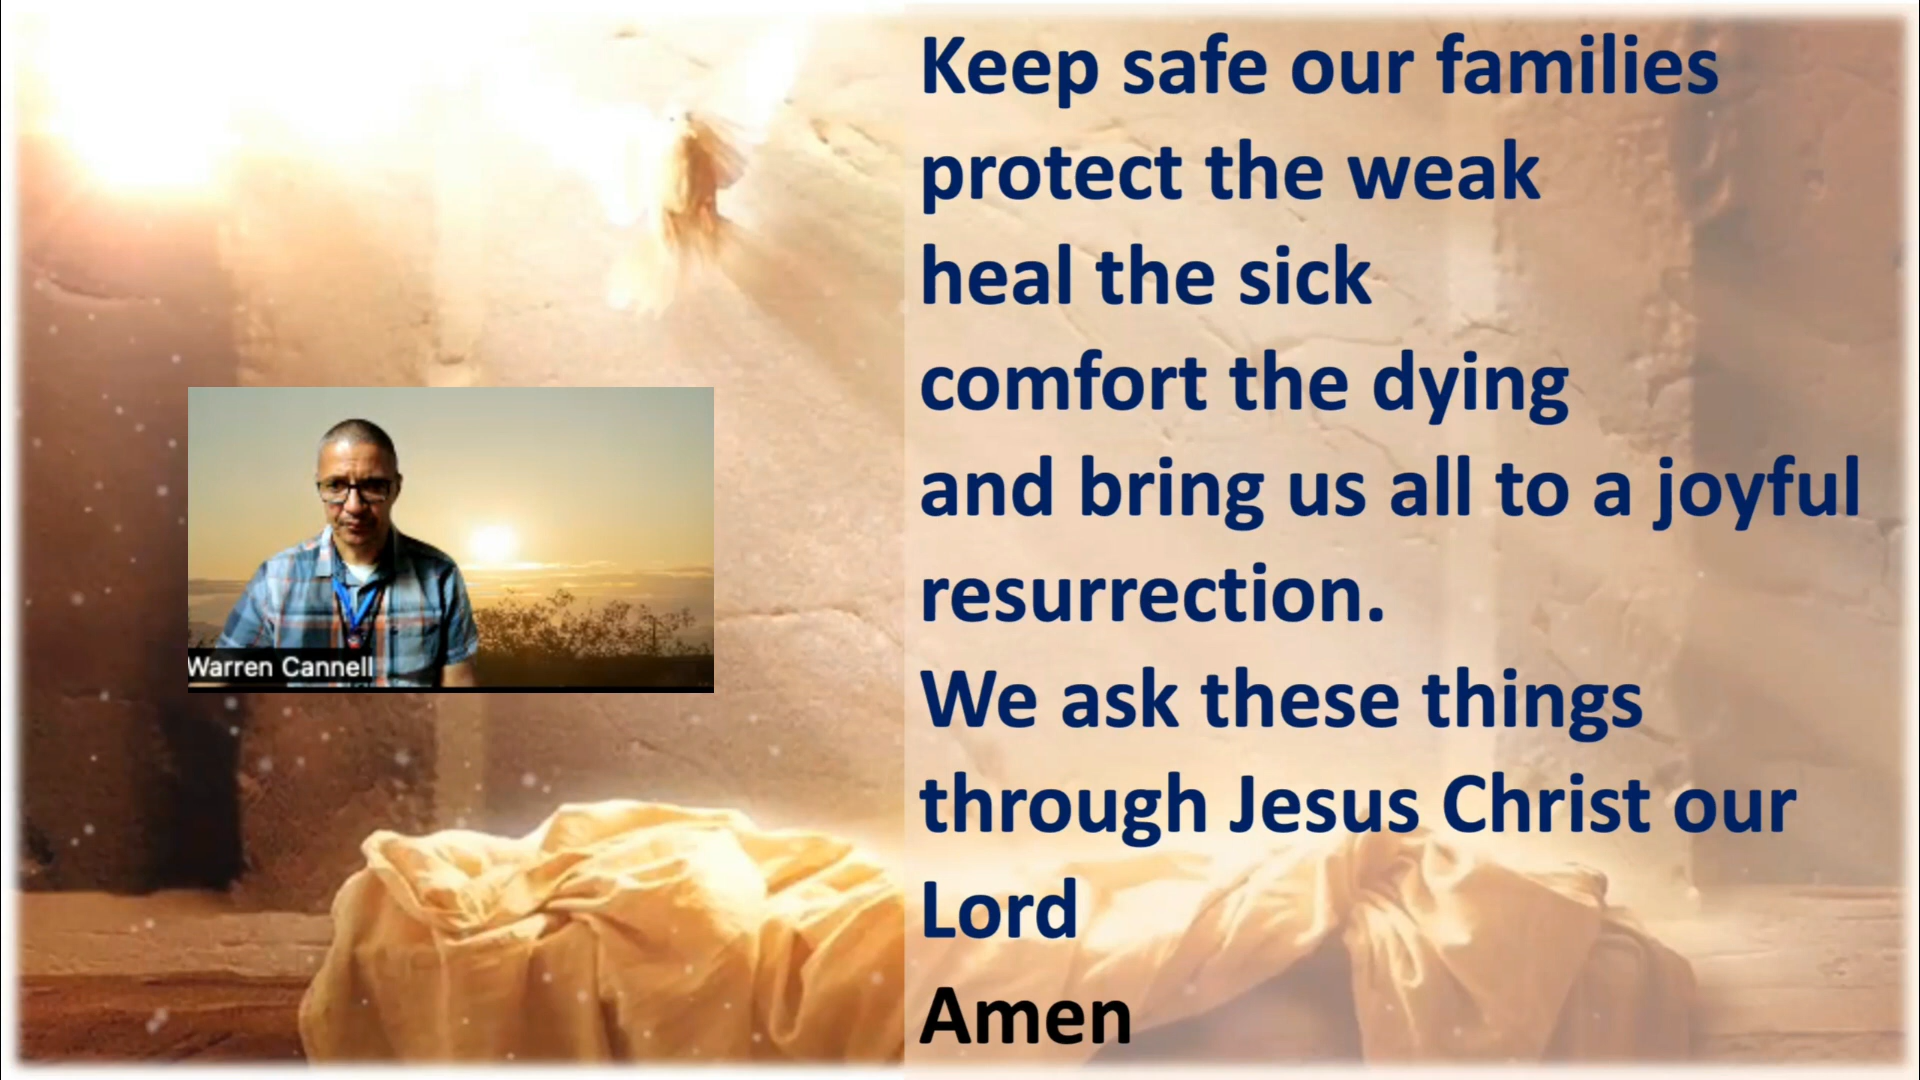 Keep safe our families
protect the weak
heal the sick
comfort the dying
and bring us all to a joyful
resurrection.
We ask these things
through Jesus Christ our
Lord
Amen
Warren Cannell